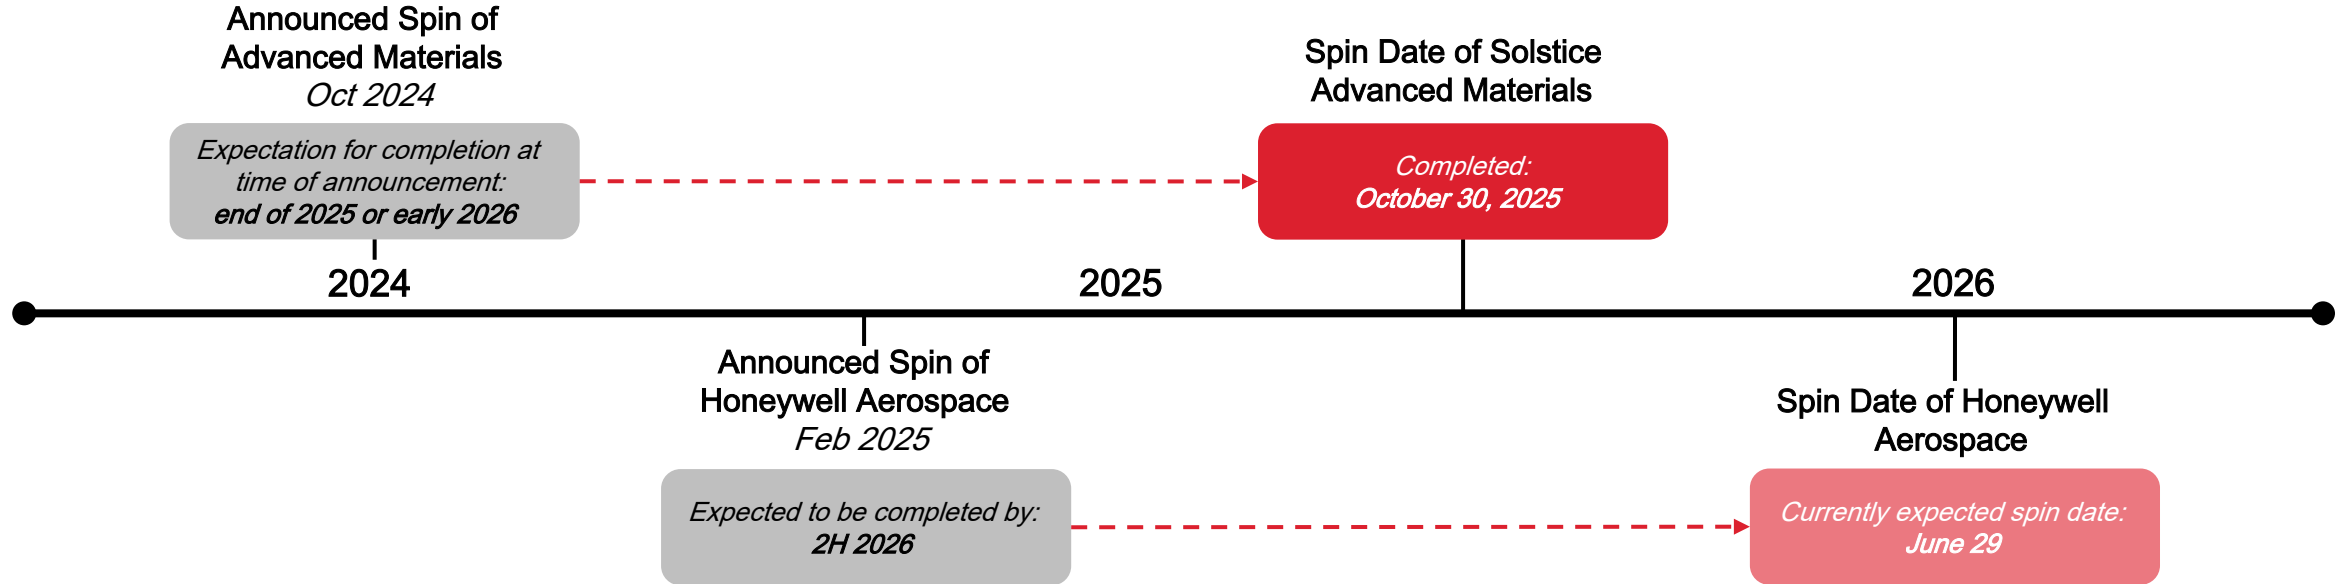 Announced Spin of
Advanced Materials
Oct 2024
Expectation for completion at
time of announcement:
end of 2025 or early 2026
Spin Date of Solstice
Advanced Materials
Completed:
October 30, 2025
2024
2025
2026
Announced Spin of
Honeywell Aerospace
Feb 2025
Expected to be completed by:
2H 2026
Spin Date of Honeywell
Aerospace
Currently expected spin date:
June 29